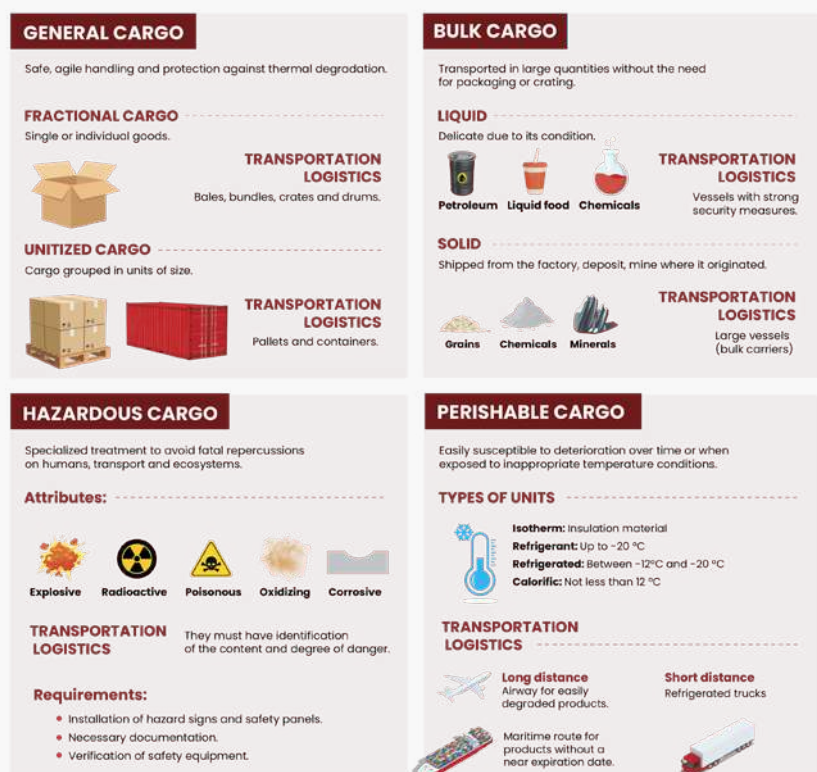 GENERAL CARGO
Safe, agile handling and protection against thermal degradation.
FRACTIONAL CARGO
Single or individual goods.
TRANSPORTATION
LOGISTICS
Bales, bundles, crates and drums.
UNITIZED CARGO
Cargo grouped in units of size.
TRANSPORTATION
LOGISTICS
Pallets and containers.
BULK CARGO
Transported in large quantities without the need
for packaging or crating.
LIQUID
Delicate due to its condition.
Petroleum Liquid food Chemicals
TRANSPORTATION
LOGISTICS
Vessels with strong
security measures.
SOLID
Shipped from the factory, deposit, mine where it originated.
Grains Chemicals Minerals
TRANSPORTATION
LOGISTICS
Large vessels
(bulk carriers)
HAZARDOUS CARGO
Specialized treatment to avoid fatal repercussions
on humans, transport and ecosystems.
Attributes:
Explosive Radioactive Poisonous Oxidizing Corrosive
TRANSPORTATION
LOGISTICS
They must have identification
of the content and degree of danger.
Requirements:
• Installation of hazard signs and safety panels.
• Necessary documentation.
• Verification of safety equipment.
PERISHABLE CARGO
Easily susceptible to deterioration over time or when
exposed to inappropriate temperature conditions.
TYPES OF UNITS
Isotherm: Insulation material
Refrigerant: Up to -20 °C
Refrigerated: Between -12°C and -20 °C
Calorific: Not less than 12 °C
TRANSPORTATION
LOGISTICS
Long distance
Airway for easily
degraded products.
Maritime route for
products without a
near expiration date.
Short distance
Refrigerated trucks